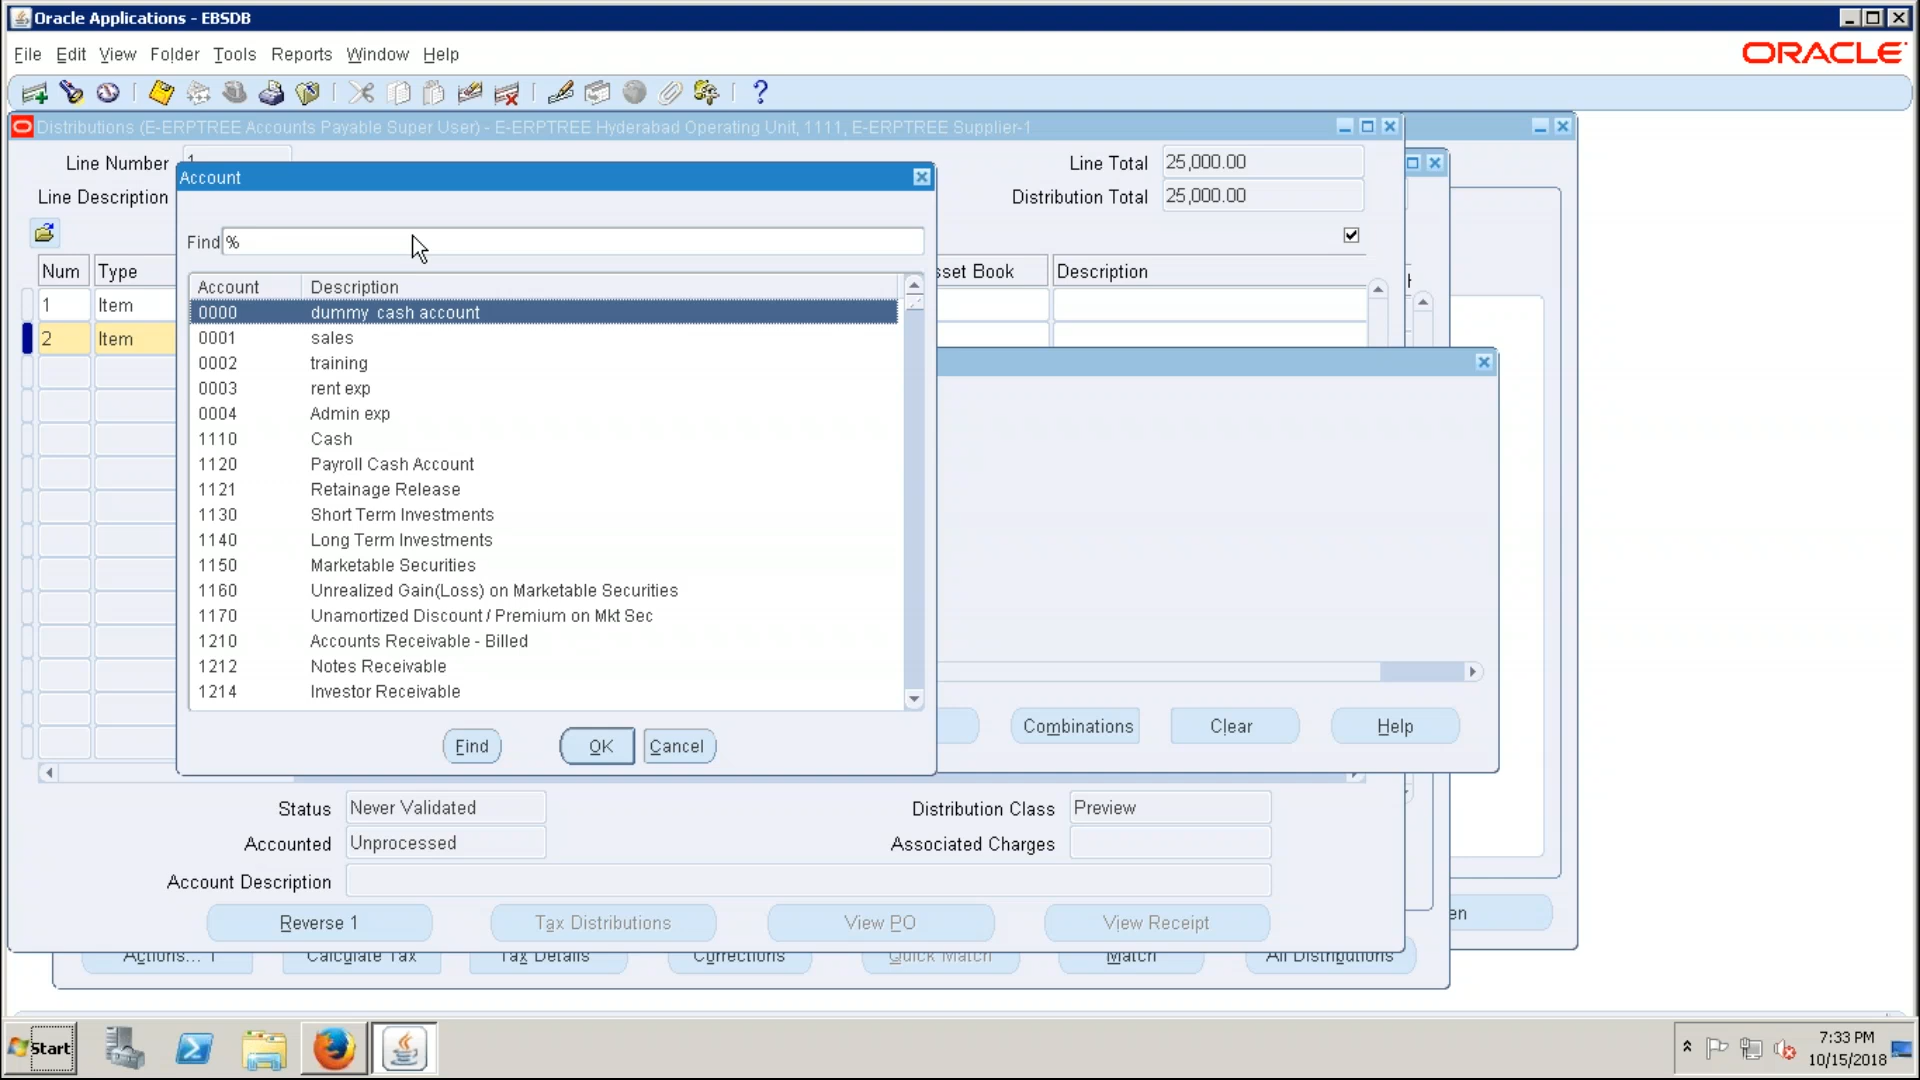 Oracle Applications - EBSDB
File Edit View Folder Tools Reports Window Help
ORACLE
Distributions (E-ERPTREE Accounts Payable Super User) - E-ERPTREE Hyderabad Operating Unit, 1111, E-ERPTREE Supplier-1
Line Number 1
Line Total 25,000.00
Line Description
Distribution Total 25,000.00
Account
Find %
Num Type
sset Book Description
1 Item
2 Item
Account Description
0000 dummy cash account
0001 sales
0002 training
0003 rent exp
0004 Admin exp
1110 Cash
1120 Payroll Cash Account
1121 Retainage Release
1130 Short Term Investments
1140 Long Term Investments
1150 Marketable Securities
1160 Unrealized Gain(Loss) on Marketable Securities
1170 Unamortized Discount / Premium on Mkt Sec
1210 Accounts Receivable - Billed
1212 Notes Receivable
1214 Investor Receivable
Find OK Cancel
Combinations Clear Help
Status Never Validated
Distribution Class Preview
Accounted Unprocessed
Associated Charges
Account Description
Reverse 1 Tax Distributions View PO View Receipt
en
Actions... 1 Calculate Tax Tax Details Corrections Quick Match Match All Distributions
Start
7:33 PM
10/15/2018